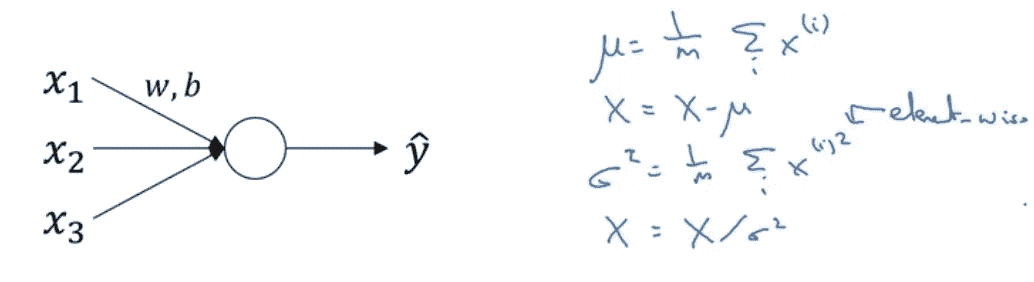 x₁
w, b
x₂
x₃
ŷ
μ = 1/m Σᵢ x⁽ⁱ⁾
X = X - μ
σ² = 1/m Σᵢ x⁽ⁱ⁾² ← element-wise
X = X/σ²